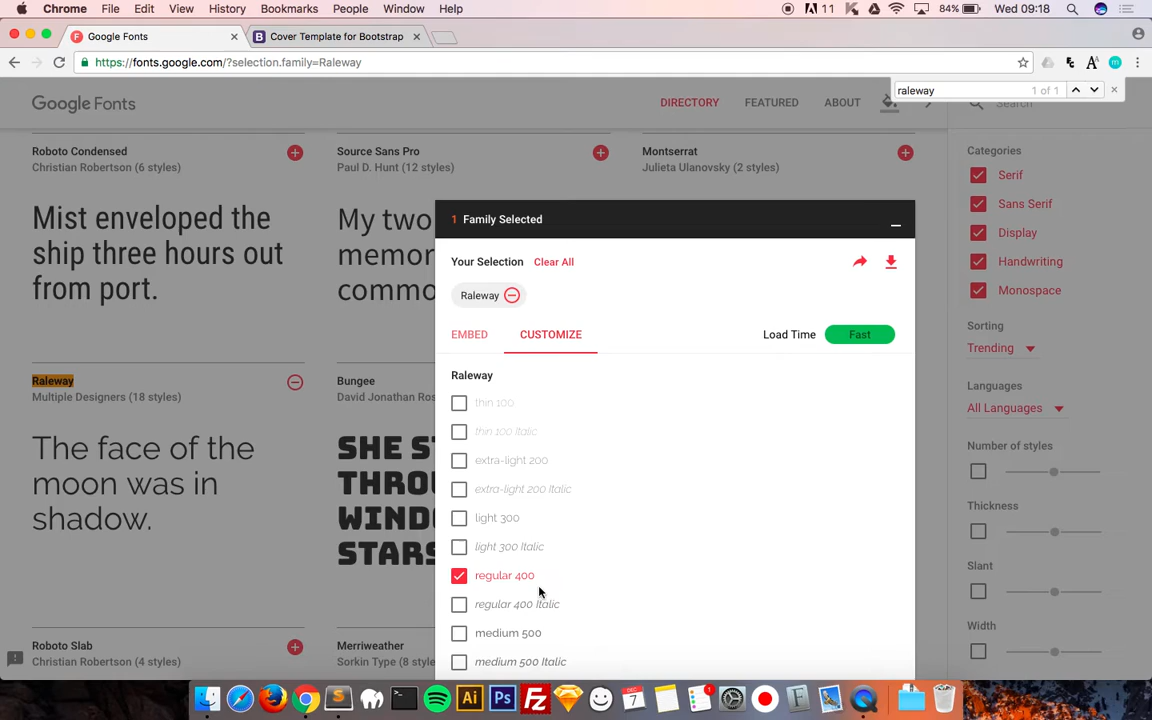 Chrome File Edit View History Bookmarks People Window Help 11 84% Wed 09:18
Google Fonts Cover Template for Bootstrap
https://fonts.google.com/?selection.family=Raleway
raleway 1 of 1
Google Fonts DIRECTORY FEATURED ABOUT Search
Roboto Condensed
Christian Robertson (6 styles)
Source Sans Pro
Paul D. Hunt (12 styles)
Montserrat
Julieta Ulanovsky (2 styles)
Mist enveloped the
ship three hours out
from port.
My two
memor
commo
1 Family Selected
Your Selection Clear All
Raleway
EMBED CUSTOMIZE Load Time Fast
Raleway
thin 100
thin 100 Italic
extra-light 200
extra-light 200 Italic
light 300
light 300 Italic
regular 400
regular 400 Italic
medium 500
medium 500 Italic
Raleway
Multiple Designers (18 styles)
The face of the
moon was in
shadow.
Bungee
David Jonathan Ros
SHE ST
THROU
WINDO
STARS
Roboto Slab
Christian Robertson (4 styles)
Merriweather
Sorkin Type (8 style
Categories
Serif
Sans Serif
Display
Handwriting
Monospace
Sorting
Trending
Languages
All Languages
Number of styles
Thickness
Slant
Width